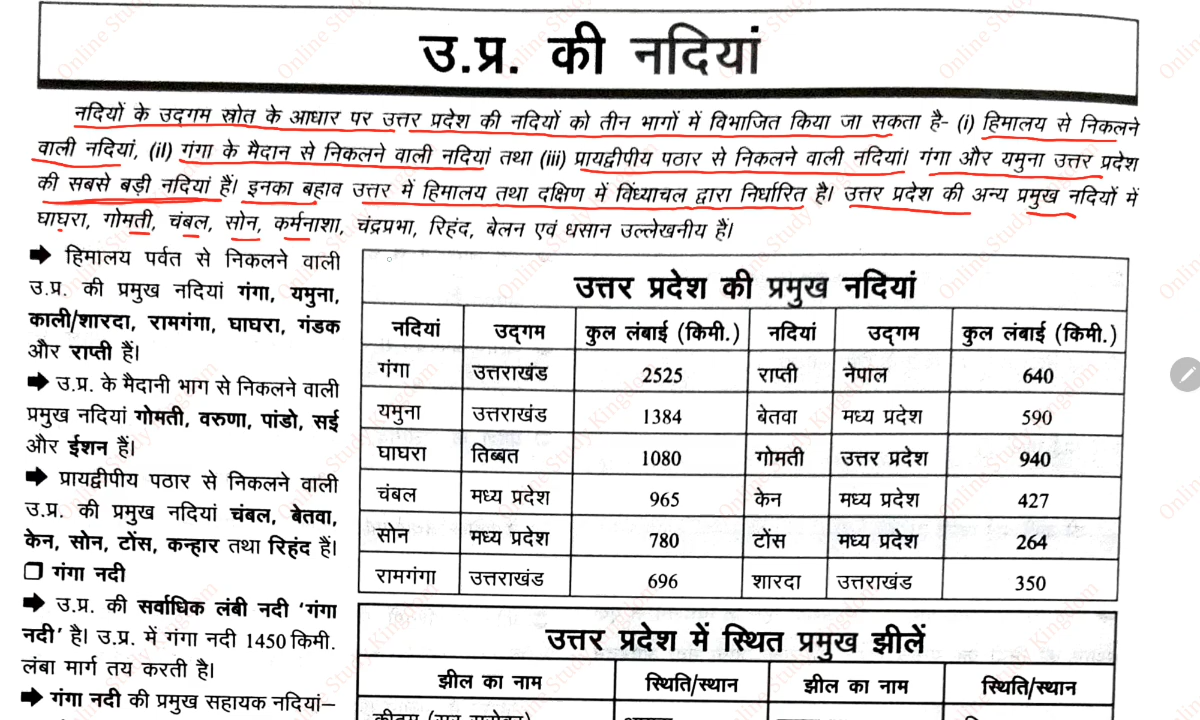 उ.प्र. की नदियां
नदियों के उद्गम स्रोत के आधार पर उत्तर प्रदेश की नदियों को तीन भागों में विभाजित किया जा सकता है- (i) हिमालय से निकलने
वाली नदियां, (ii) गंगा के मैदान से निकलने वाली नदियां तथा (iii) प्रायद्वीपीय पठार से निकलने वाली नदियां। गंगा और यमुना उत्तर प्रदेश
की सबसे बड़ी नदियां हैं। इनका बहाव उत्तर में हिमालय तथा दक्षिण में विंध्याचल द्वारा निर्धारित है। उत्तर प्रदेश की अन्य प्रमुख नदियों में
घाघरा, गोमती, चंबल, सोन, कर्मनाशा, चंद्रप्रभा, रिहंद, बेलन एवं धसान उल्लेखनीय हैं।
➡ हिमालय पर्वत से निकलने वाली
उ.प्र. की प्रमुख नदियां गंगा, यमुना,
काली/शारदा, रामगंगा, घाघरा, गंडक
और राप्ती हैं।
➡ उ.प्र. के मैदानी भाग से निकलने वाली
प्रमुख नदियां गोमती, वरुणा, पांडो, सई
और ईशन हैं।
➡ प्रायद्वीपीय पठार से निकलने वाली
उ.प्र. की प्रमुख नदियां चंबल, बेतवा,
केन, सोन, टोंस, कन्हार तथा रिहंद हैं।
❒ गंगा नदी
➡ उ.प्र. की सर्वाधिक लंबी नदी 'गंगा
नदी' है। उ.प्र. में गंगा नदी 1450 किमी.
लंबा मार्ग तय करती है।
➡ गंगा नदी की प्रमुख सहायक नदियां–
उत्तर प्रदेश की प्रमुख नदियां
नदियां उद्गम कुल लंबाई (किमी.) नदियां उद्गम कुल लंबाई (किमी.)
गंगा उत्तराखंड 2525 राप्ती नेपाल 640
यमुना उत्तराखंड 1384 बेतवा मध्य प्रदेश 590
घाघरा तिब्बत 1080 गोमती उत्तर प्रदेश 940
चंबल मध्य प्रदेश 965 केन मध्य प्रदेश 427
सोन मध्य प्रदेश 780 टोंस मध्य प्रदेश 264
रामगंगा उत्तराखंड 696 शारदा उत्तराखंड 350
उत्तर प्रदेश में स्थित प्रमुख झीलें
झील का नाम स्थिति/स्थान झील का नाम स्थिति/स्थान
Online Study Kingdom